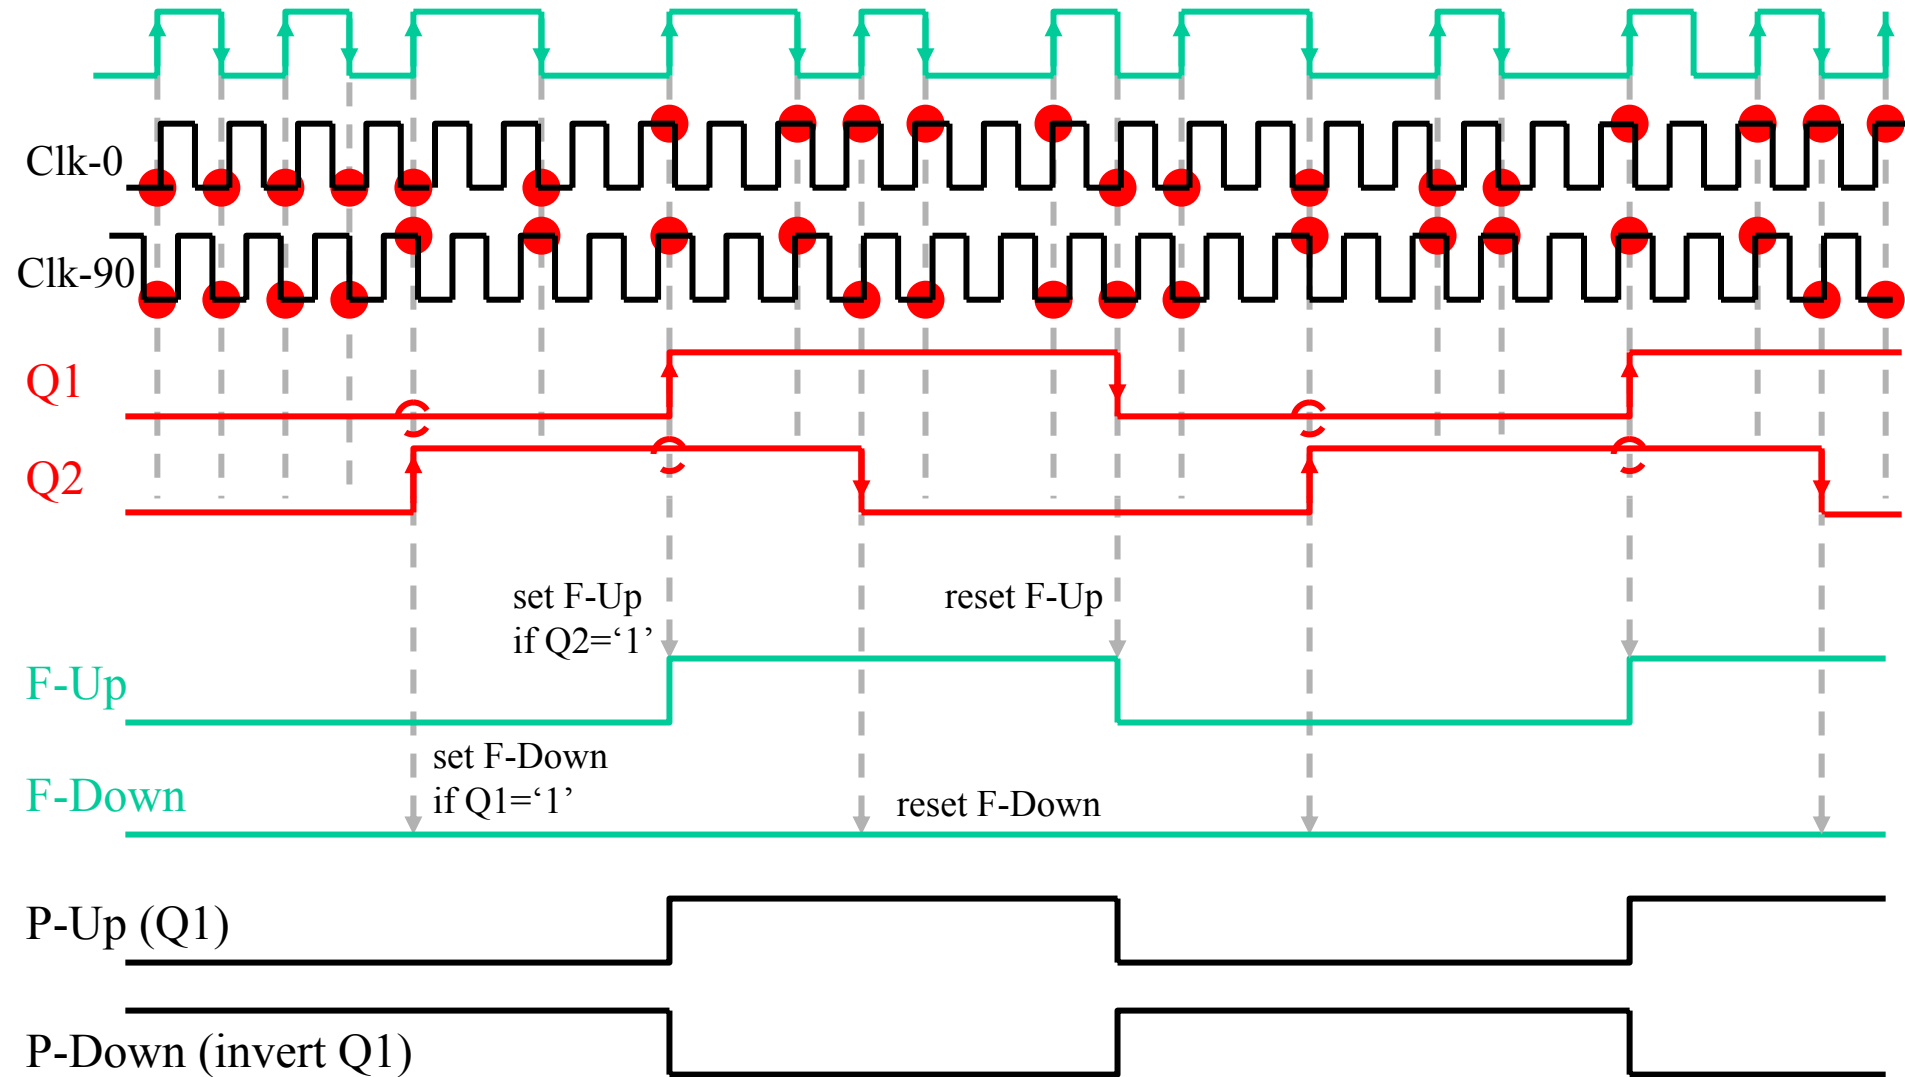 Clk-0
Clk-90
Q1
Q2
set F-Up
if Q2=‘1’
reset F-Up
F-Up
set F-Down
if Q1=‘1’
F-Down
reset F-Down
P-Up (Q1)
P-Down (invert Q1)